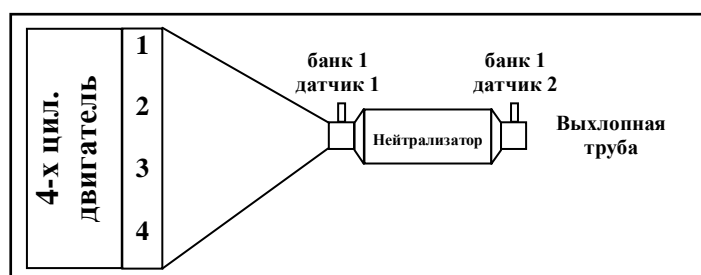 4-х цил.
двигатель
1
2
3
4
банк 1
датчик 1
Нейтрализатор
банк 1
датчик 2
Выхлопная
труба